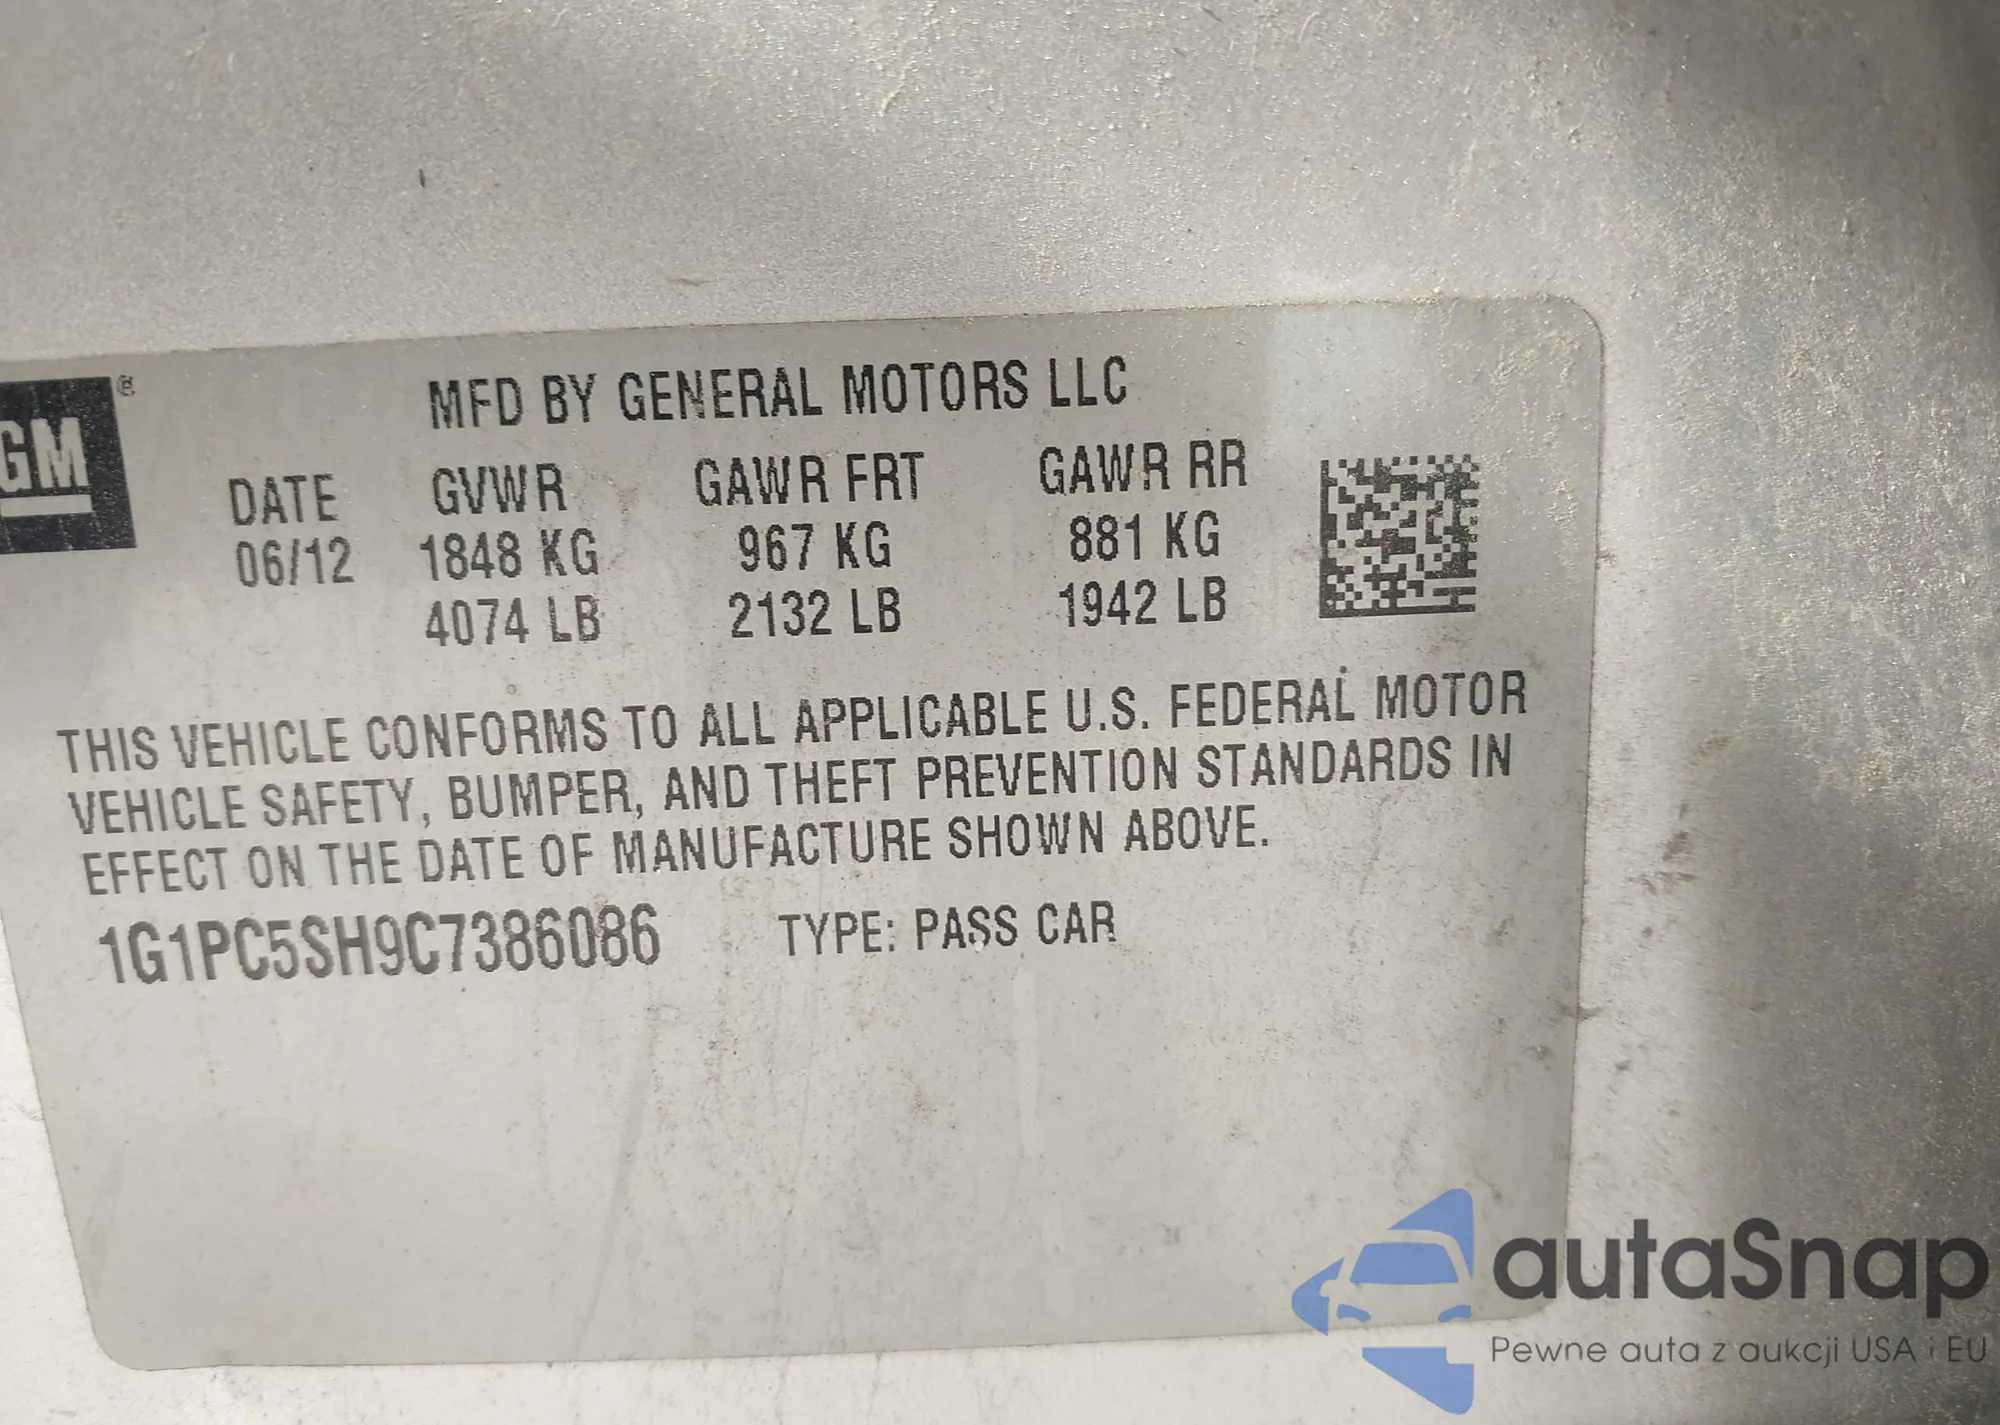 GM®
MFD BY GENERAL MOTORS LLC
DATE GVWR GAWR FRT GAWR RR
06/12 1848 KG 967 KG 881 KG
4074 LB 2132 LB 1942 LB
THIS VEHICLE CONFORMS TO ALL APPLICABLE U.S. FEDERAL MOTOR
VEHICLE SAFETY, BUMPER, AND THEFT PREVENTION STANDARDS IN
EFFECT ON THE DATE OF MANUFACTURE SHOWN ABOVE.
1G1PC5SH9C7386086 TYPE: PASS CAR
autaSnap
Pewne auta z aukcji USA i EU